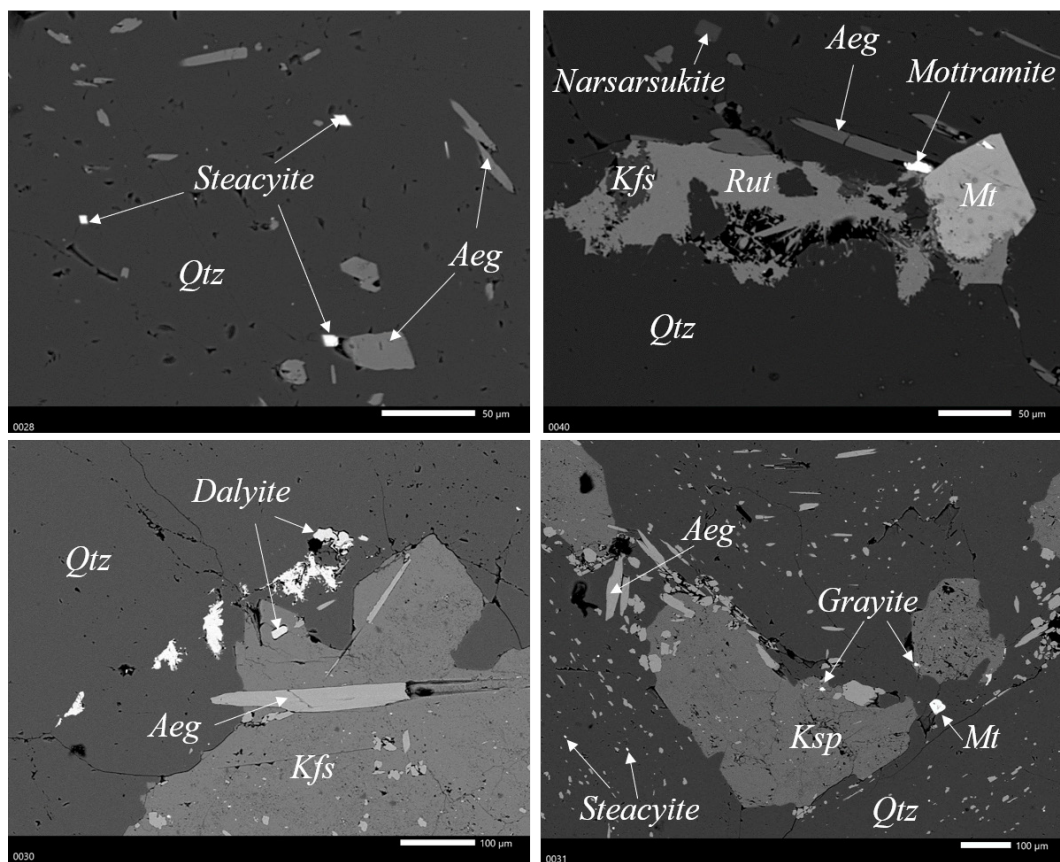 Steacyite
Aeg
Qtz
50 µm
0028
Aeg
Narsarsukite
Mottramite
Kfs
Rut
Mt
Qtz
50 µm
0040
Dalyite
Qtz
Aeg
Kfs
100 µm
0030
Aeg
Grayite
Ksp
Mt
Steacyite
Qtz
100 µm
0031